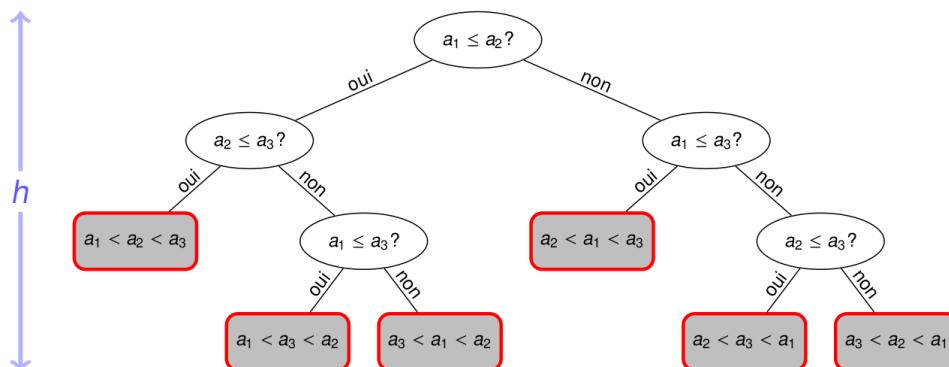 a₁ ≤ a₂?
oui
non
a₂ ≤ a₃?
a₁ ≤ a₃?
oui
non
oui
non
h
a₁ < a₂ < a₃
a₁ ≤ a₃?
a₂ < a₁ < a₃
a₂ ≤ a₃?
oui
non
oui
non
a₁ < a₃ < a₂
a₃ < a₁ < a₂
a₂ < a₃ < a₁
a₃ < a₂ < a₁